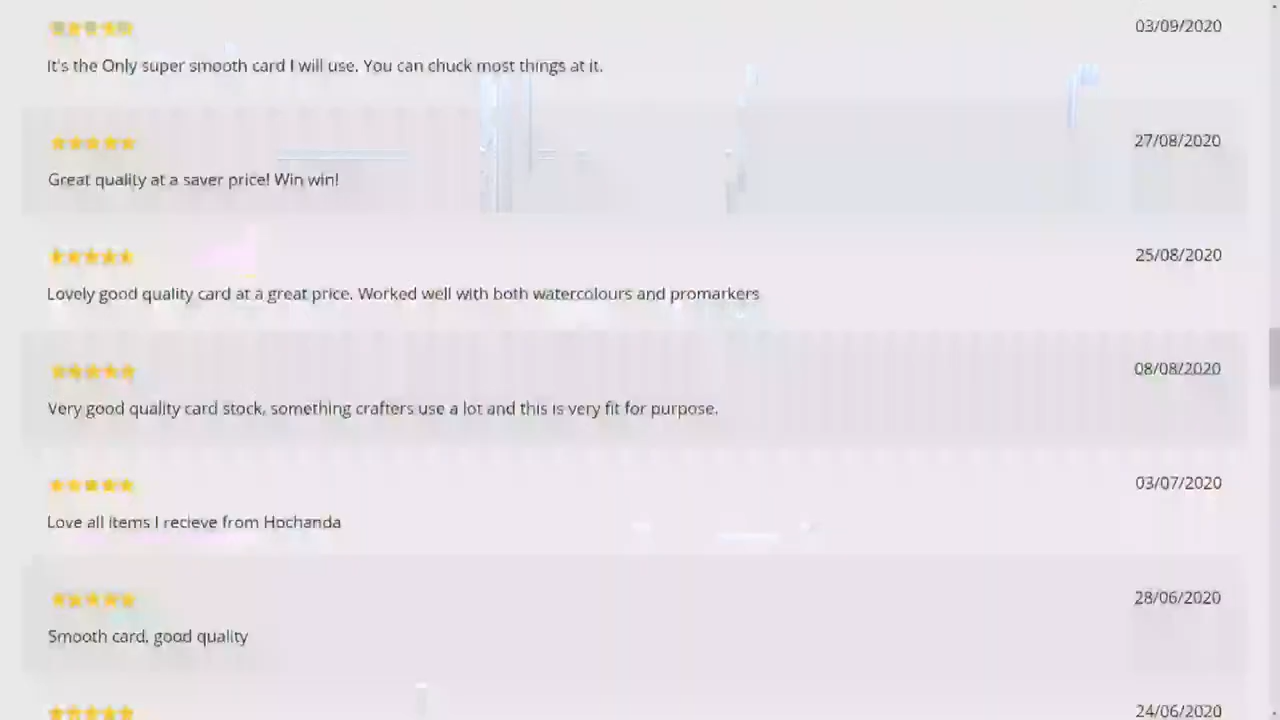 03/09/2020
It's the Only super smooth card I will use. You can chuck most things at it.
27/08/2020
Great quality at a saver price! Win win!
25/08/2020
Lovely good quality card at a great price. Worked well with both watercolours and promarkers
08/08/2020
Very good quality card stock, something crafters use a lot and this is very fit for purpose.
03/07/2020
Love all items I recieve from Hochanda
28/06/2020
Smooth card, good quality
24/06/2020